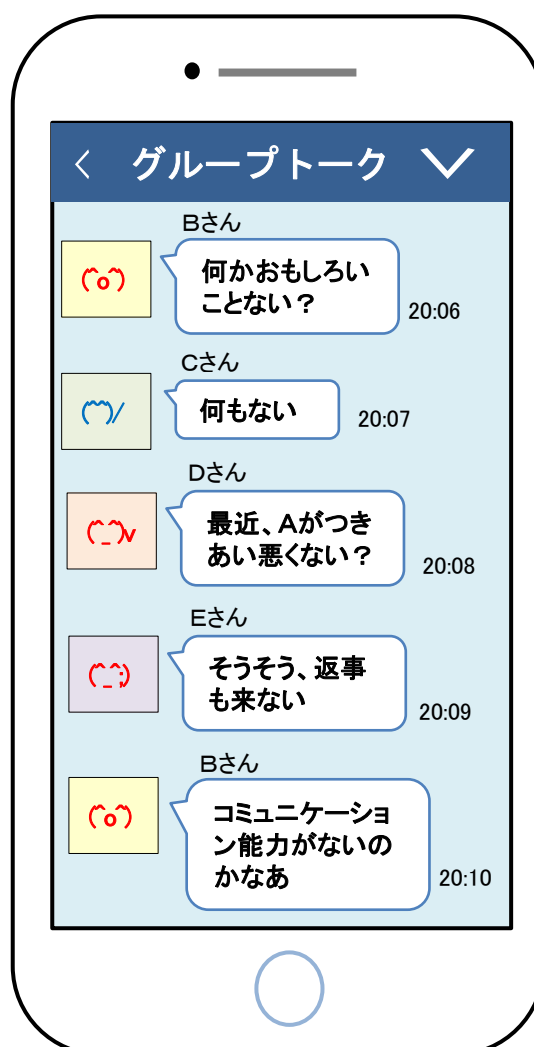 < グループトーク
Bさん
(^o^)
何かおもしろい
ことない？
20:06
Cさん
(^^)/
何もない
20:07
Dさん
(^_^)v
最近、Aがつき
あい悪くない？
20:08
Eさん
(^_^;)
そうそう、返事
も来ない
20:09
Bさん
(^o^)
コミュニケーショ
ン能力がないの
かなあ
20:10